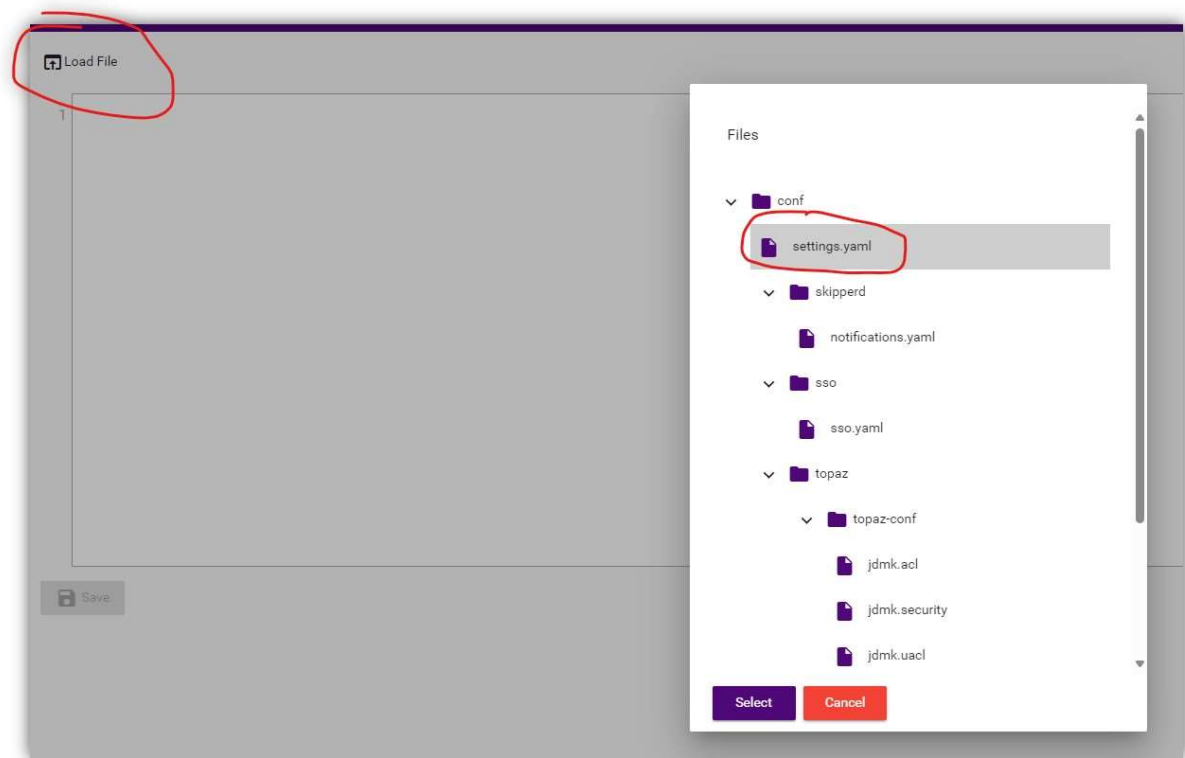 Load File
1
Files
conf
settings.yaml
skipperd
notifications.yaml
sso
sso.yaml
topaz
topaz-conf
jdmk.acl
jdmk.security
jdmk.uacl
Save
Select
Cancel